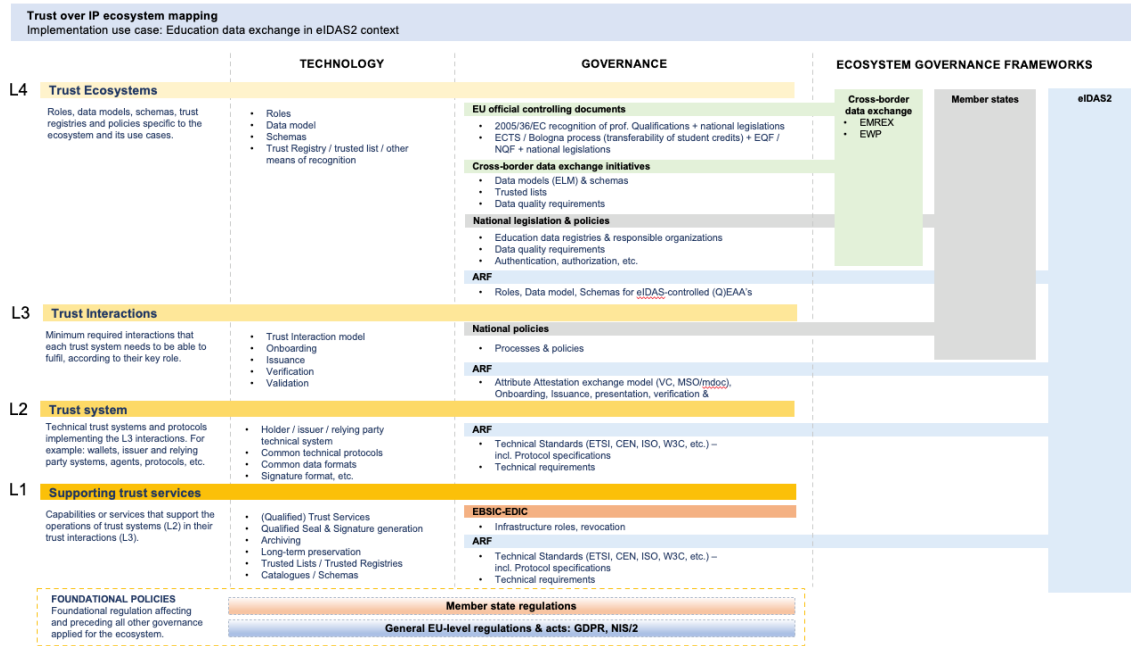 Trust over IP ecosystem mapping
Implementation use case: Education data exchange in eIDAS2 context
TECHNOLOGY
GOVERNANCE
ECOSYSTEM GOVERNANCE FRAMEWORKS
L4
Trust Ecosystems
Roles, data models, schemas, trust
registries and policies specific to the
ecosystem and its use cases.
• Roles
• Data model
• Schemas
• Trust Registry / trusted list / other
means of recognition
EU official controlling documents
• 2005/36/EC recognition of prof. Qualifications + national legislations
• ECTS / Bologna process (transferability of student credits) + EQF /
NQF + national legislations
Cross-border data exchange initiatives
• Data models (ELM) & schemas
• Trusted lists
• Data quality requirements
National legislation & policies
• Education data registries & responsible organizations
• Data quality requirements
• Authentication, authorization, etc.
ARF
• Roles, Data model, Schemas for eIDAS-controlled (Q)EAA's
Cross-border
data exchange
• EMREX
• EWP
Member states
eIDAS2
L3
Trust Interactions
Minimum required interactions that
each trust system needs to be able to
fulfil, according to their key role.
• Trust Interaction model
• Onboarding
• Issuance
• Verification
• Validation
National policies
• Processes & policies
ARF
• Attribute Attestation exchange model (VC, MSO/mdoc),
Onboarding, Issuance, presentation, verification &
L2
Trust system
Technical trust systems and protocols
implementing the L3 interactions. For
example: wallets, issuer and relying
party systems, agents, protocols, etc.
• Holder / issuer / relying party
technical system
• Common technical protocols
• Common data formats
• Signature format, etc.
ARF
• Technical Standards (ETSI, CEN, ISO, W3C, etc.) –
incl. Protocol specifications
• Technical requirements
L1
Supporting trust services
Capabilities or services that support the
operations of trust systems (L2) in their
trust interactions (L3).
• (Qualified) Trust Services
• Qualified Seal & Signature generation
• Archiving
• Long-term preservation
• Trusted Lists / Trusted Registries
• Catalogues / Schemas
EBSIC-EDIC
• Infrastructure roles, revocation
ARF
• Technical Standards (ETSI, CEN, ISO, W3C, etc.) –
incl. Protocol specifications
• Technical requirements
FOUNDATIONAL POLICIES
Foundational regulation affecting
and preceding all other governance
applied for the ecosystem.
Member state regulations
General EU-level regulations & acts: GDPR, NIS/2